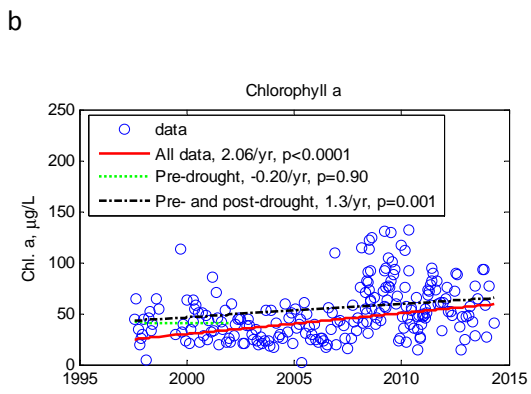 b
Chlorophyll a
250
200
150
100
50
0
Chl. a, µg/L
data
All data, 2.06/yr, p<0.0001
Pre-drought, -0.20/yr, p=0.90
Pre- and post-drought, 1.3/yr, p=0.001
1995
2000
2005
2010
2015